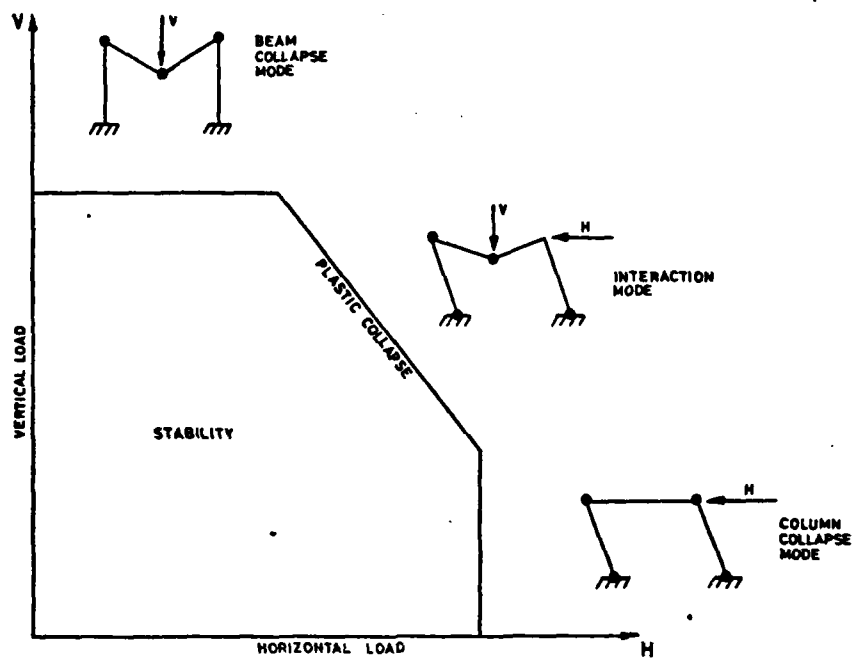 V
V
BEAM
COLLAPSE
MODE
V
H
INTERACTION
MODE
PLASTIC COLLAPSE
VERTICAL LOAD
STABILITY
H
COLUMN
COLLAPSE
MODE
HORIZONTAL LOAD
H